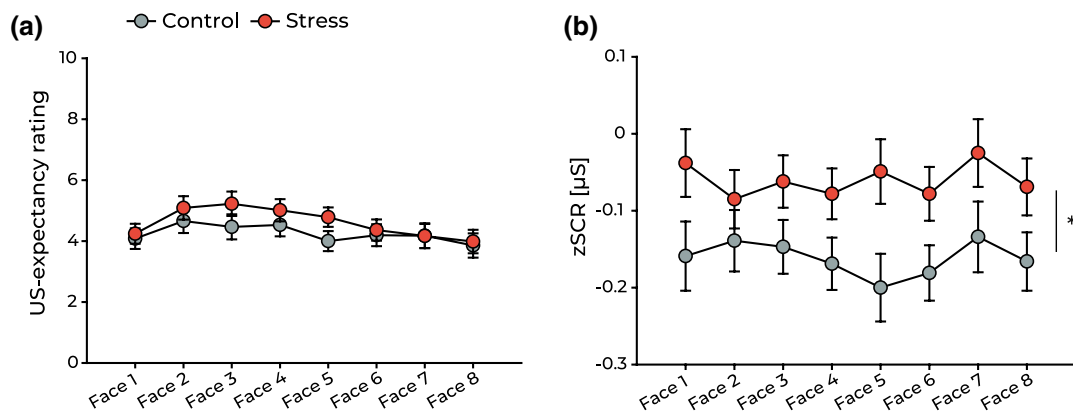 (a)
Control
Stress
US-expectancy rating
10
8
6
4
2
0
Face 1
Face 2
Face 3
Face 4
Face 5
Face 6
Face 7
Face 8
(b)
zSCR [µS]
0.1
0
-0.1
-0.2
-0.3
*
Face 1
Face 2
Face 3
Face 4
Face 5
Face 6
Face 7
Face 8